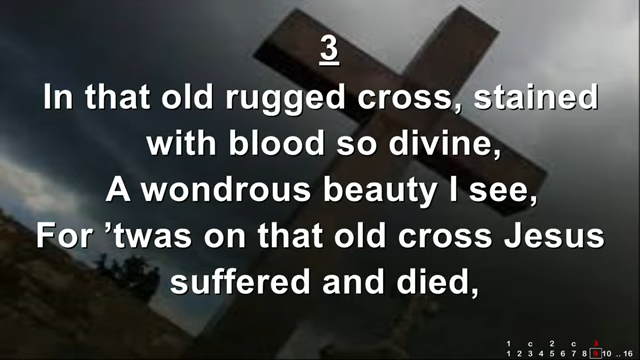 3
In that old rugged cross, stained
with blood so divine,
A wondrous beauty I see,
For ’twas on that old cross Jesus
suffered and died,
1 c 2 c 3
1 2 3 4 5 6 7 8 9 10 .. 16